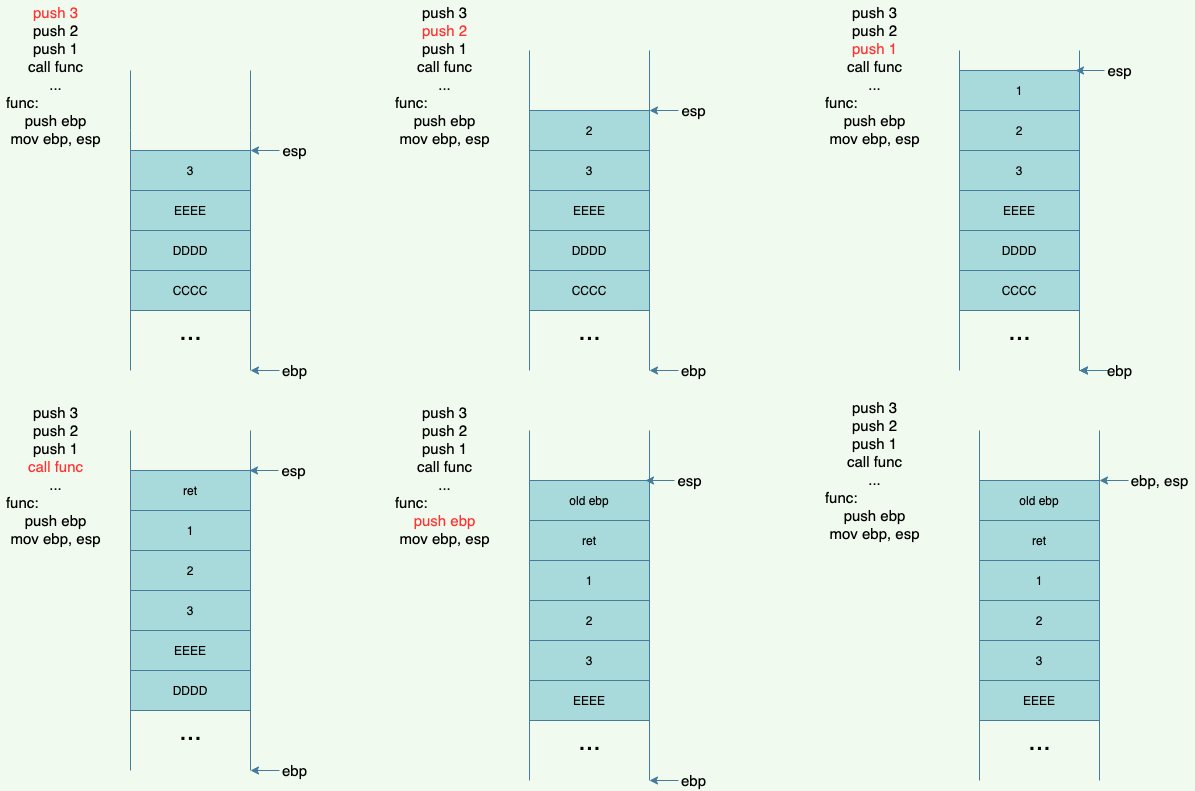 push 3
push 2
push 1
call func
...
func:
push ebp
mov ebp, esp
esp
3
EEEE
DDDD
CCCC
...
ebp
push 3
push 2
push 1
call func
...
func:
push ebp
mov ebp, esp
esp
2
3
EEEE
DDDD
CCCC
...
ebp
push 3
push 2
push 1
call func
...
func:
push ebp
mov ebp, esp
esp
1
2
3
EEEE
DDDD
CCCC
...
ebp
push 3
push 2
push 1
call func
...
func:
push ebp
mov ebp, esp
esp
ret
1
2
3
EEEE
DDDD
...
ebp
push 3
push 2
push 1
call func
...
func:
push ebp
mov ebp, esp
esp
old ebp
ret
1
2
3
EEEE
...
ebp
push 3
push 2
push 1
call func
...
func:
push ebp
mov ebp, esp
ebp, esp
old ebp
ret
1
2
3
EEEE
...